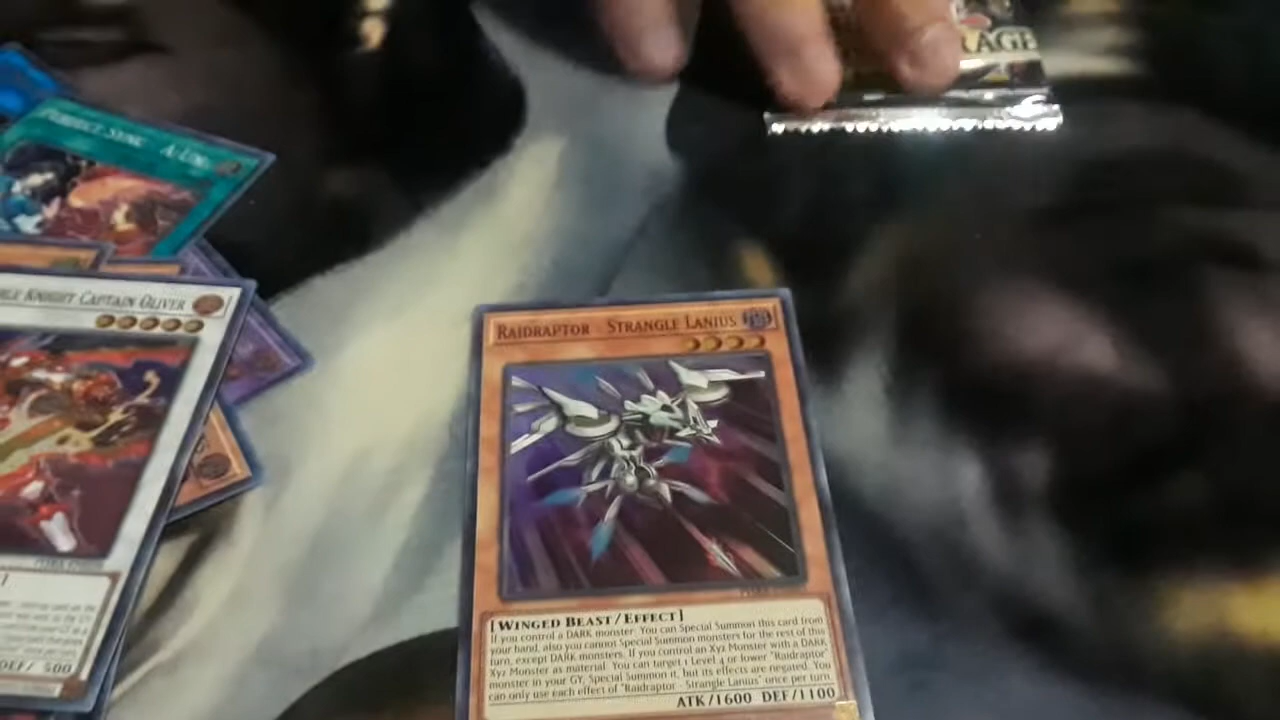 RAGE
PERFECT SYNC - A-UN
BLE KNIGHT CAPTAIN OLIVER
DEF/ 500
RAIDRAPTOR - STRANGLE LANIUS
[WINGED BEAST/EFFECT]
If you control a DARK monster: You can Special Summon this card from
your hand, also you cannot Special Summon monsters for the rest of this
turn, except DARK monsters. If you control an Xyz Monster with a DARK
Xyz Monster as material: You can target 1 Level 4 or lower "Raidraptor"
monster in your GY; Special Summon it, but its effects are negated. You
can only use each effect of "Raidraptor - Strangle Lanius" once per turn.
ATK/1600 DEF/1100